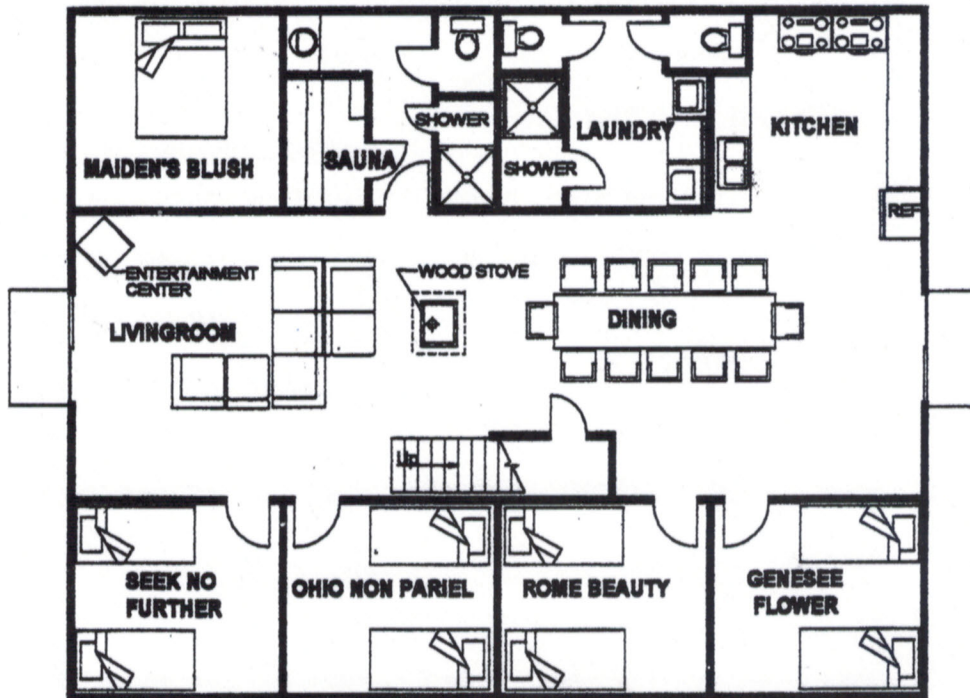 MAIDEN'S BLUSH
SAUNA
SHOWER
SHOWER
LAUNDRY
KITCHEN
REF
ENTERTAINMENT
CENTER
LIVINGROOM
WOOD STOVE
DINING
Up
SEEK NO
FURTHER
OHIO NON PARIEL
ROME BEAUTY
GENESEE
FLOWER